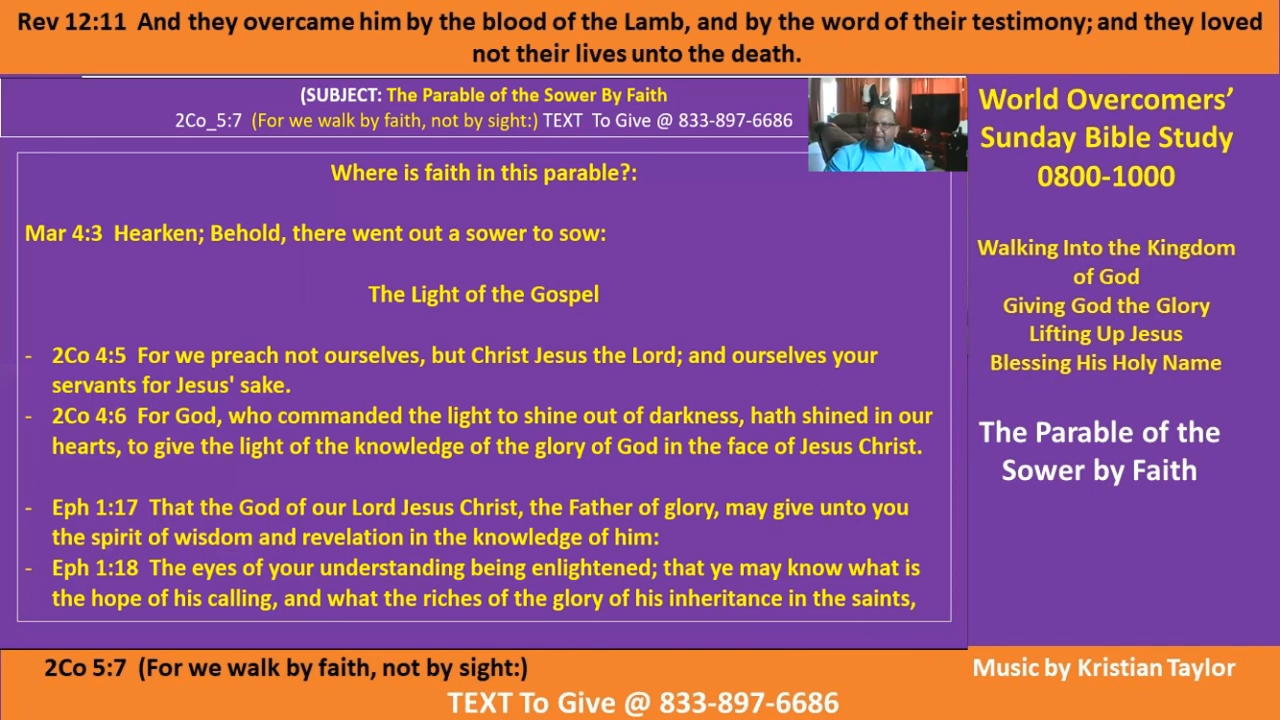 Rev 12:11  And they overcame him by the blood of the Lamb, and by the word of their testimony; and they loved
not their lives unto the death.
(SUBJECT: The Parable of the Sower By Faith
2Co_5:7  (For we walk by faith, not by sight:) TEXT  To Give @ 833-897-6686
Where is faith in this parable?:
Mar 4:3  Hearken; Behold, there went out a sower to sow:
The Light of the Gospel
- 2Co 4:5  For we preach not ourselves, but Christ Jesus the Lord; and ourselves your
servants for Jesus' sake.
- 2Co 4:6  For God, who commanded the light to shine out of darkness, hath shined in our
hearts, to give the light of the knowledge of the glory of God in the face of Jesus Christ.
- Eph 1:17  That the God of our Lord Jesus Christ, the Father of glory, may give unto you
the spirit of wisdom and revelation in the knowledge of him:
- Eph 1:18  The eyes of your understanding being enlightened; that ye may know what is
the hope of his calling, and what the riches of the glory of his inheritance in the saints,
World Overcomers’
Sunday Bible Study
0800-1000
Walking Into the Kingdom
of God
Giving God the Glory
Lifting Up Jesus
Blessing His Holy Name
The Parable of the
Sower by Faith
2Co 5:7  (For we walk by faith, not by sight:)
Music by Kristian Taylor
TEXT To Give @ 833-897-6686